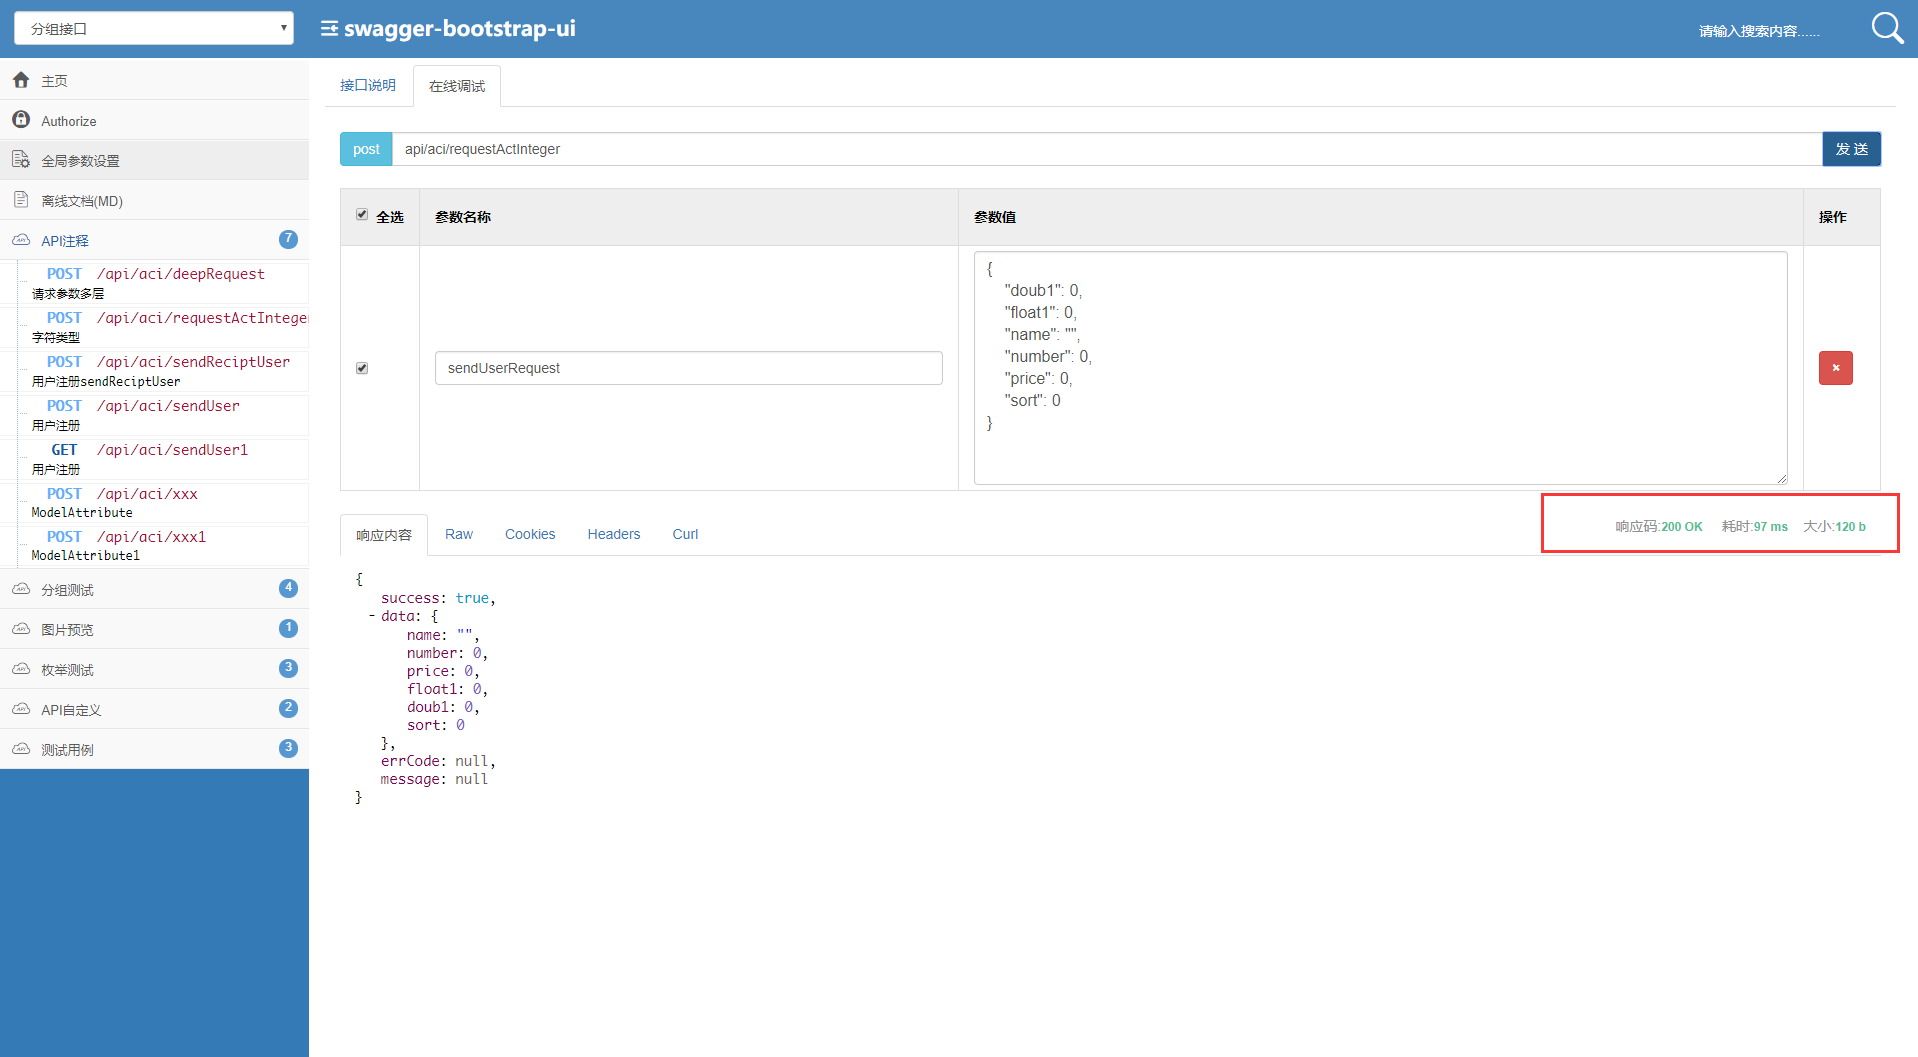 分组接口
swagger-bootstrap-ui
请输入搜索内容......
主页
Authorize
全局参数设置
离线文档(MD)
API注释 7
POST /api/aci/deepRequest
请求参数多层
POST /api/aci/requestActInteger
字符类型
POST /api/aci/sendReciptUser
用户注册sendReciptUser
POST /api/aci/sendUser
用户注册
GET /api/aci/sendUser1
用户注册
POST /api/aci/xxx
ModelAttribute
POST /api/aci/xxx1
ModelAttribute1
分组测试 4
图片预览 1
枚举测试 3
API自定义 2
测试用例 3
接口说明 在线调试
post api/aci/requestActInteger 发 送
全选 参数名称 参数值 操作
sendUserRequest
{
"doub1": 0,
"float1": 0,
"name": "",
"number": 0,
"price": 0,
"sort": 0
}
响应内容 Raw Cookies Headers Curl
响应码:200 OK 耗时:97 ms 大小:120 b
{
success: true,
- data: {
name: "",
number: 0,
price: 0,
float1: 0,
doub1: 0,
sort: 0
},
errCode: null,
message: null
}